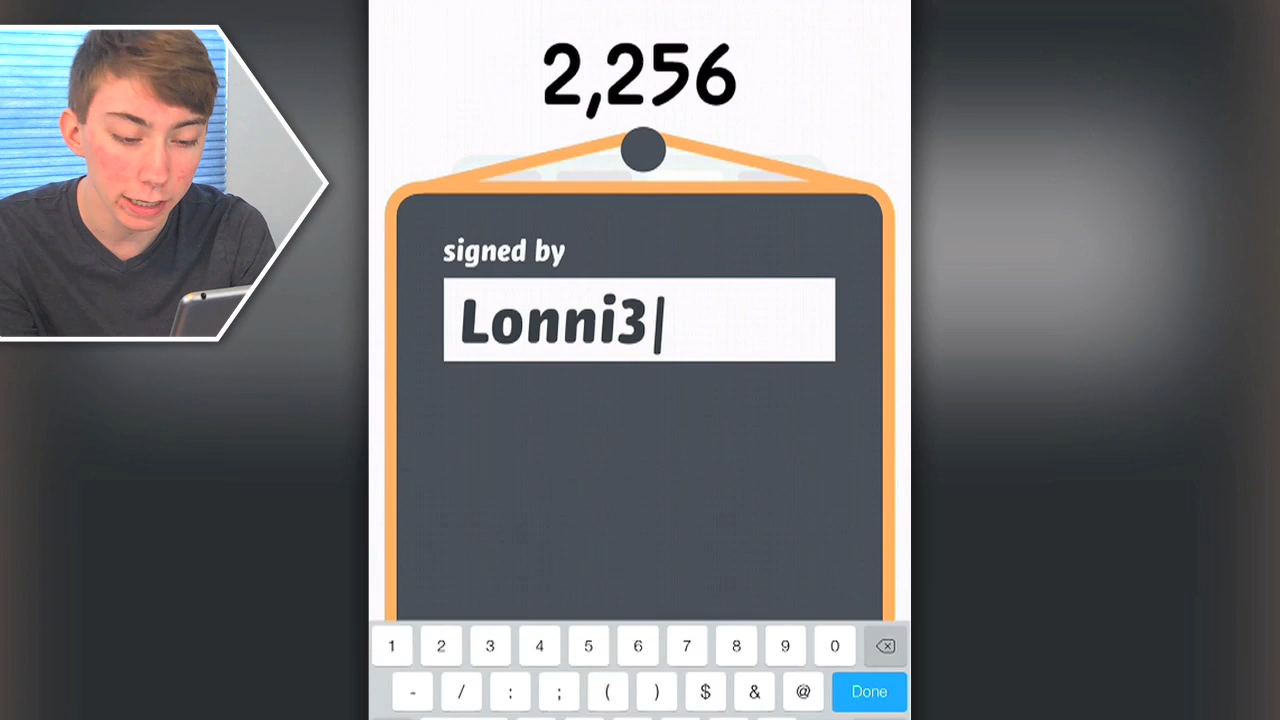 2,256
signed by
Lonni3
1 2 3 4 5 6 7 8 9 0
- / : ; ( ) $ & @ Done